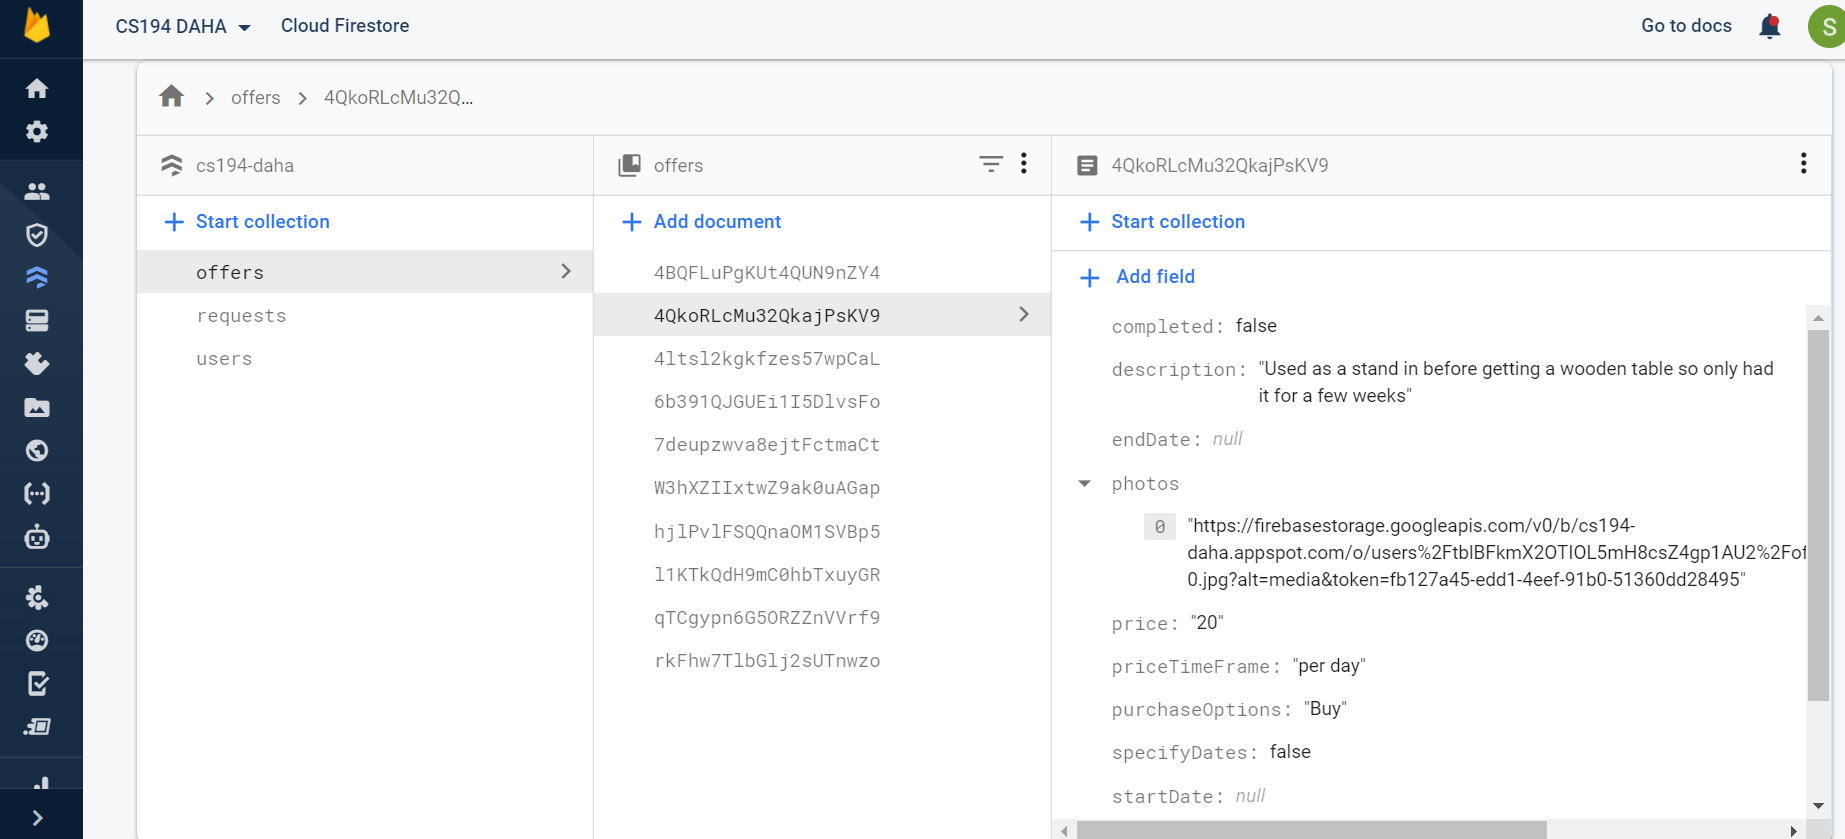 CS194 DAHA
Cloud Firestore
Go to docs
S
offers
4QkoRLcMu32Q...
cs194-daha
offers
4QkoRLcMu32QkajPsKV9
Start collection
Add document
Start collection
offers
requests
users
4BQFLuPgKUt4QUN9nZY4
4QkoRLcMu32QkajPsKV9
4ltsl2kgkfzes57wpCaL
6b391QJGUEi1I5DlvsFo
7deupzwva8ejtFctmaCt
W3hXZIIxtwZ9ak0uAGap
hjlPvlFSQQnaOM1SVBp5
l1KTkQdH9mC0hbTxuyGR
qTCgypn6G5ORZZnVVrf9
rkFhw7TlbGlj2sUTnwzo
Add field
completed: false
description: "Used as a stand in before getting a wooden table so only had
it for a few weeks"
endDate: null
photos
0 "https://firebasestorage.googleapis.com/v0/b/cs194-
daha.appspot.com/o/users%2FtblBFkmX2OTIOL5mH8csZ4gp1AU2%2Fof
0.jpg?alt=media&token=fb127a45-edd1-4eef-91b0-51360dd28495"
price: "20"
priceTimeFrame: "per day"
purchaseOptions: "Buy"
specifyDates: false
startDate: null